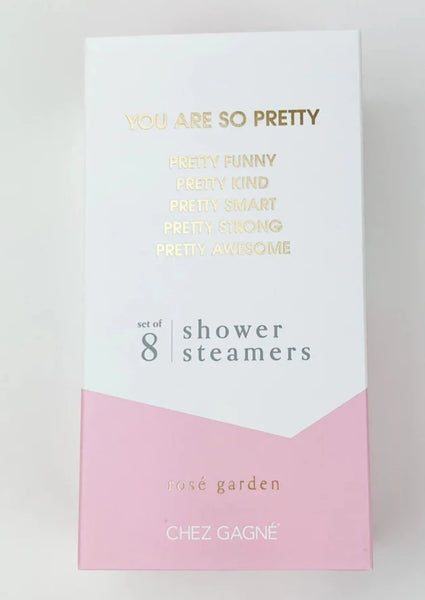 YOU ARE SO PRETTY
PRETTY FUNNY
PRETTY KIND
PRETTY SMART
PRETTY STRONG
PRETTY AWESOME
set of
8
shower
steamers
rosé garden
CHEZ GAGNÉ